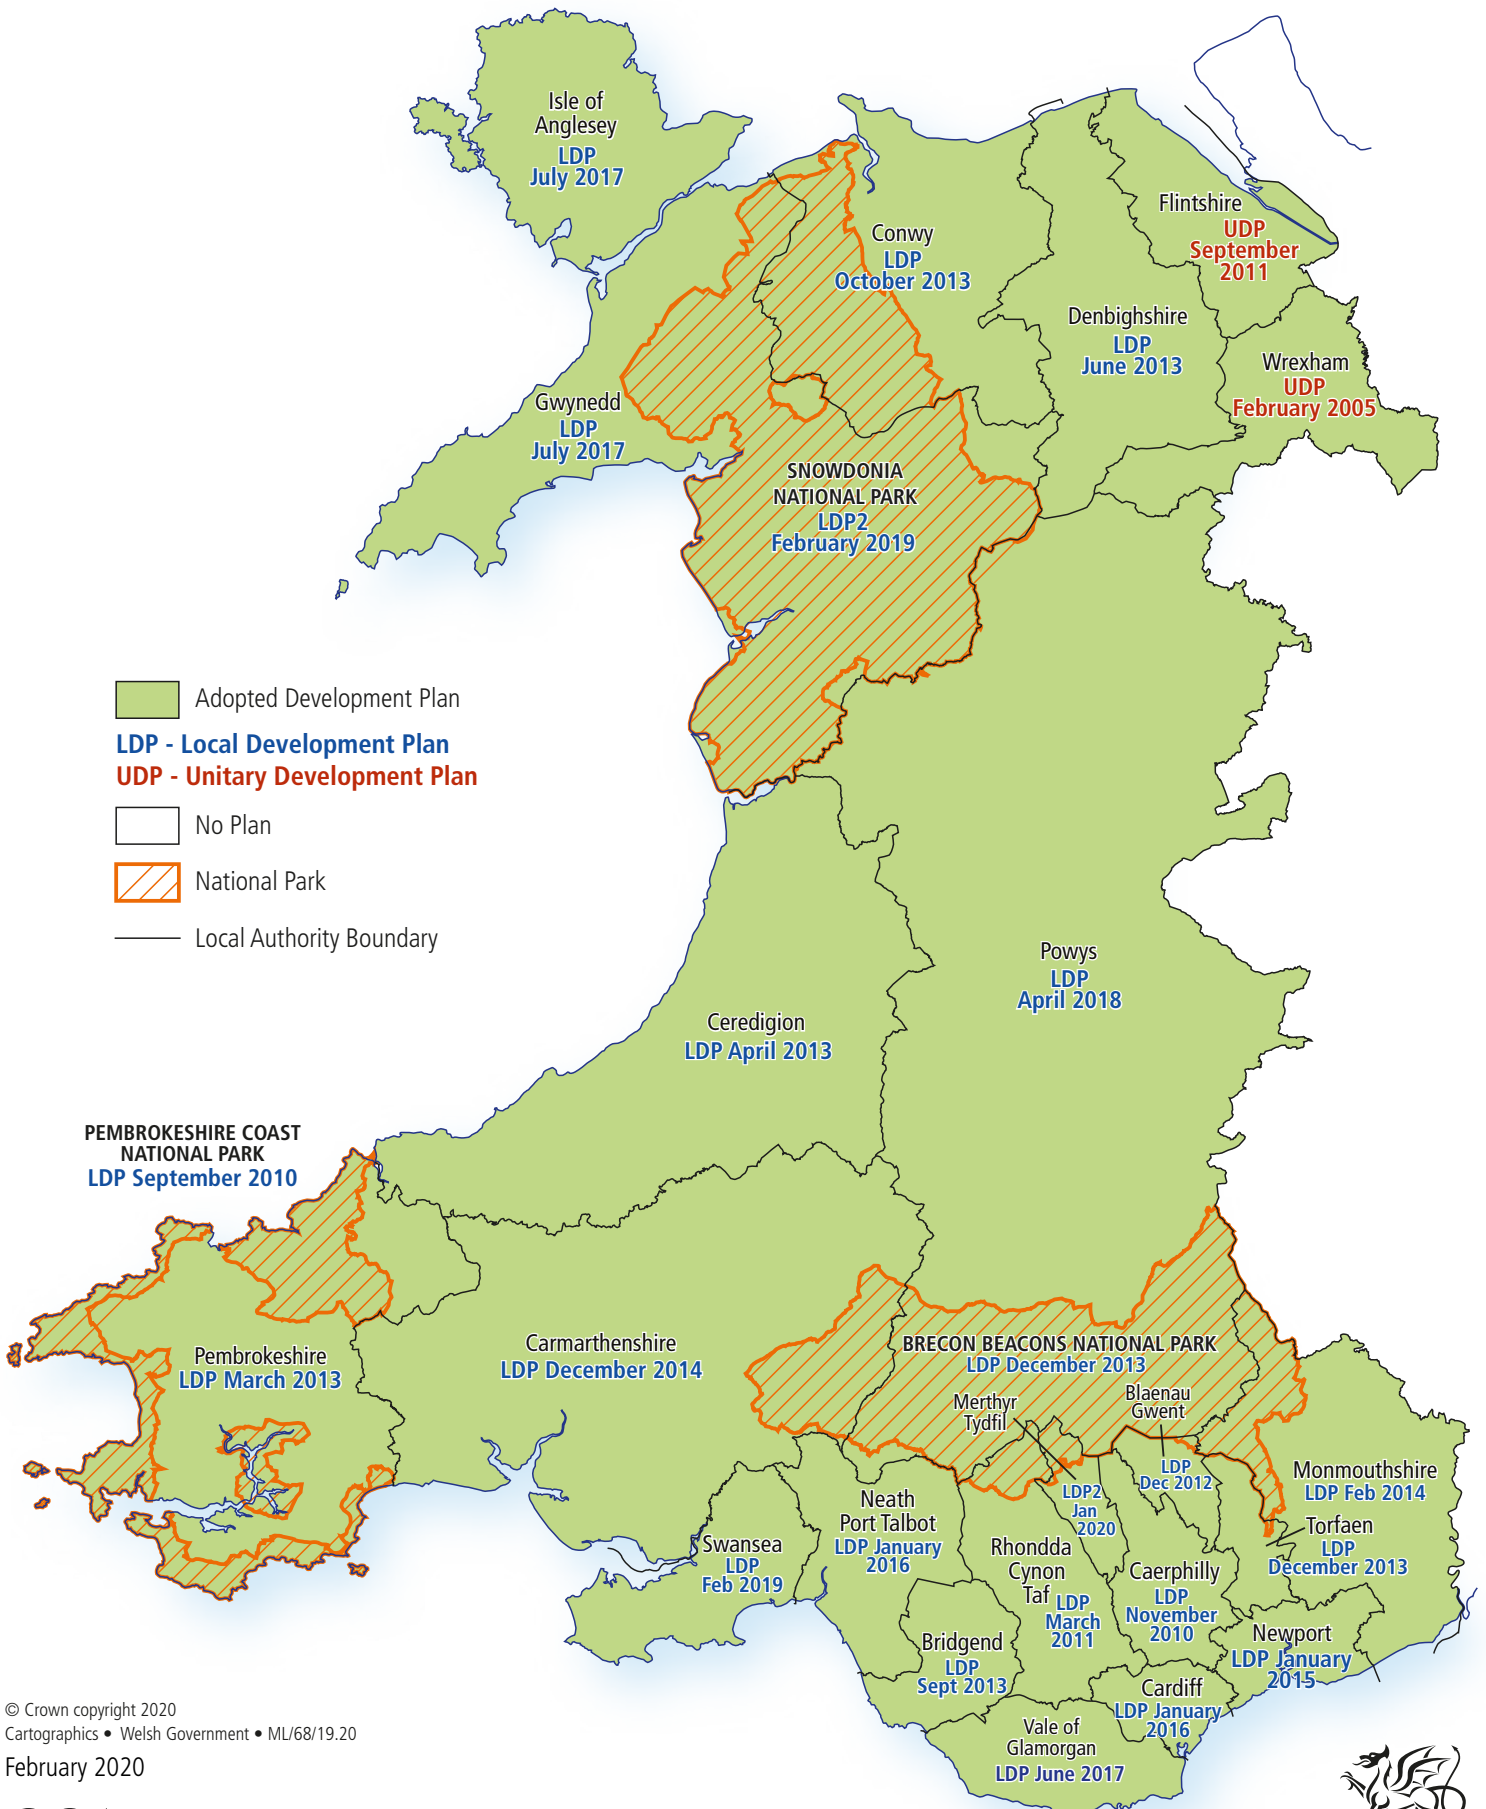 Isle of
Anglesey
LDP
July 2017
Flintshire
UDP
September
2011
Conwy
LDP
October 2013
Denbighshire
LDP
June 2013
Wrexham
UDP
February 2005
Gwynedd
LDP
July 2017
SNOWDONIA
NATIONAL PARK
LDP2
February 2019
Adopted Development Plan
LDP - Local Development Plan
UDP - Unitary Development Plan
No Plan
National Park
Local Authority Boundary
Powys
LDP
April 2018
Ceredigion
LDP April 2013
PEMBROKESHIRE COAST
NATIONAL PARK
LDP September 2010
Pembrokeshire
LDP March 2013
Carmarthenshire
LDP December 2014
BRECON BEACONS NATIONAL PARK
LDP December 2013
Merthyr
Tydfil
LDP2
Jan
2020
Blaenau
Gwent
LDP
Dec 2012
Monmouthshire
LDP Feb 2014
Torfaen
LDP
December 2013
Neath
Port Talbot
LDP January
2016
Swansea
LDP
Feb 2019
Rhondda
Cynon
Taf
LDP
March
2011
Caerphilly
LDP
November
2010
Bridgend
LDP
Sept 2013
Newport
LDP January
2015
Cardiff
LDP January
2016
Vale of
Glamorgan
LDP June 2017
© Crown copyright 2020
Cartographics • Welsh Government • ML/68/19.20
February 2020